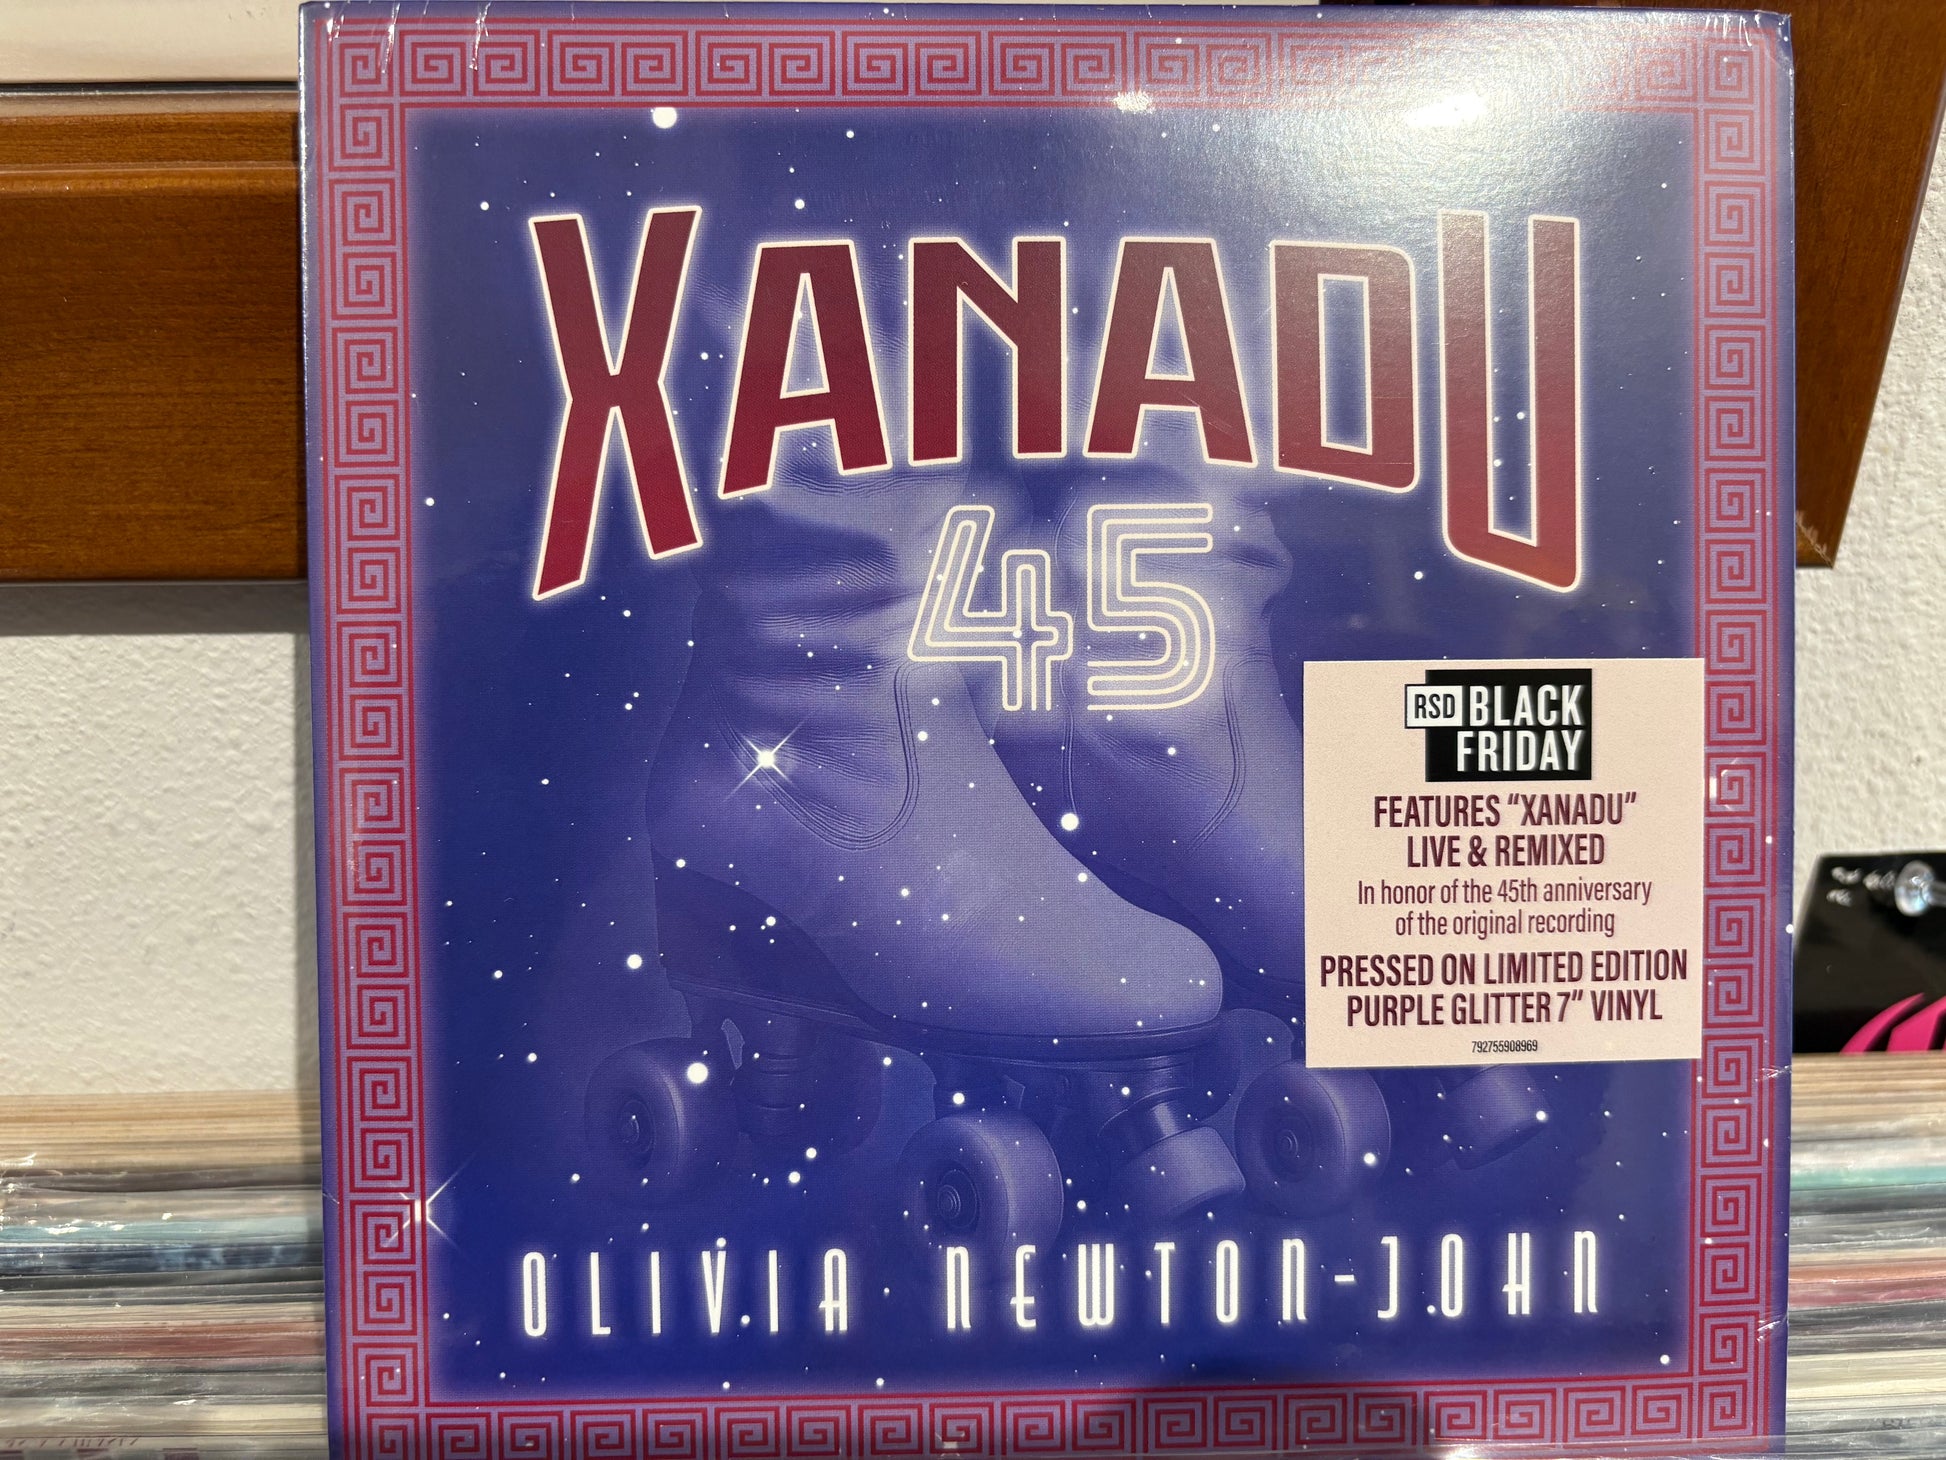 XANADU
45
RSD BLACK
FRIDAY
FEATURES “XANADU”
LIVE & REMIXED
In honor of the 45th anniversary
of the original recording
PRESSED ON LIMITED EDITION
PURPLE GLITTER 7” VINYL
792755908969
OLIVIA NEWTON-JOHN